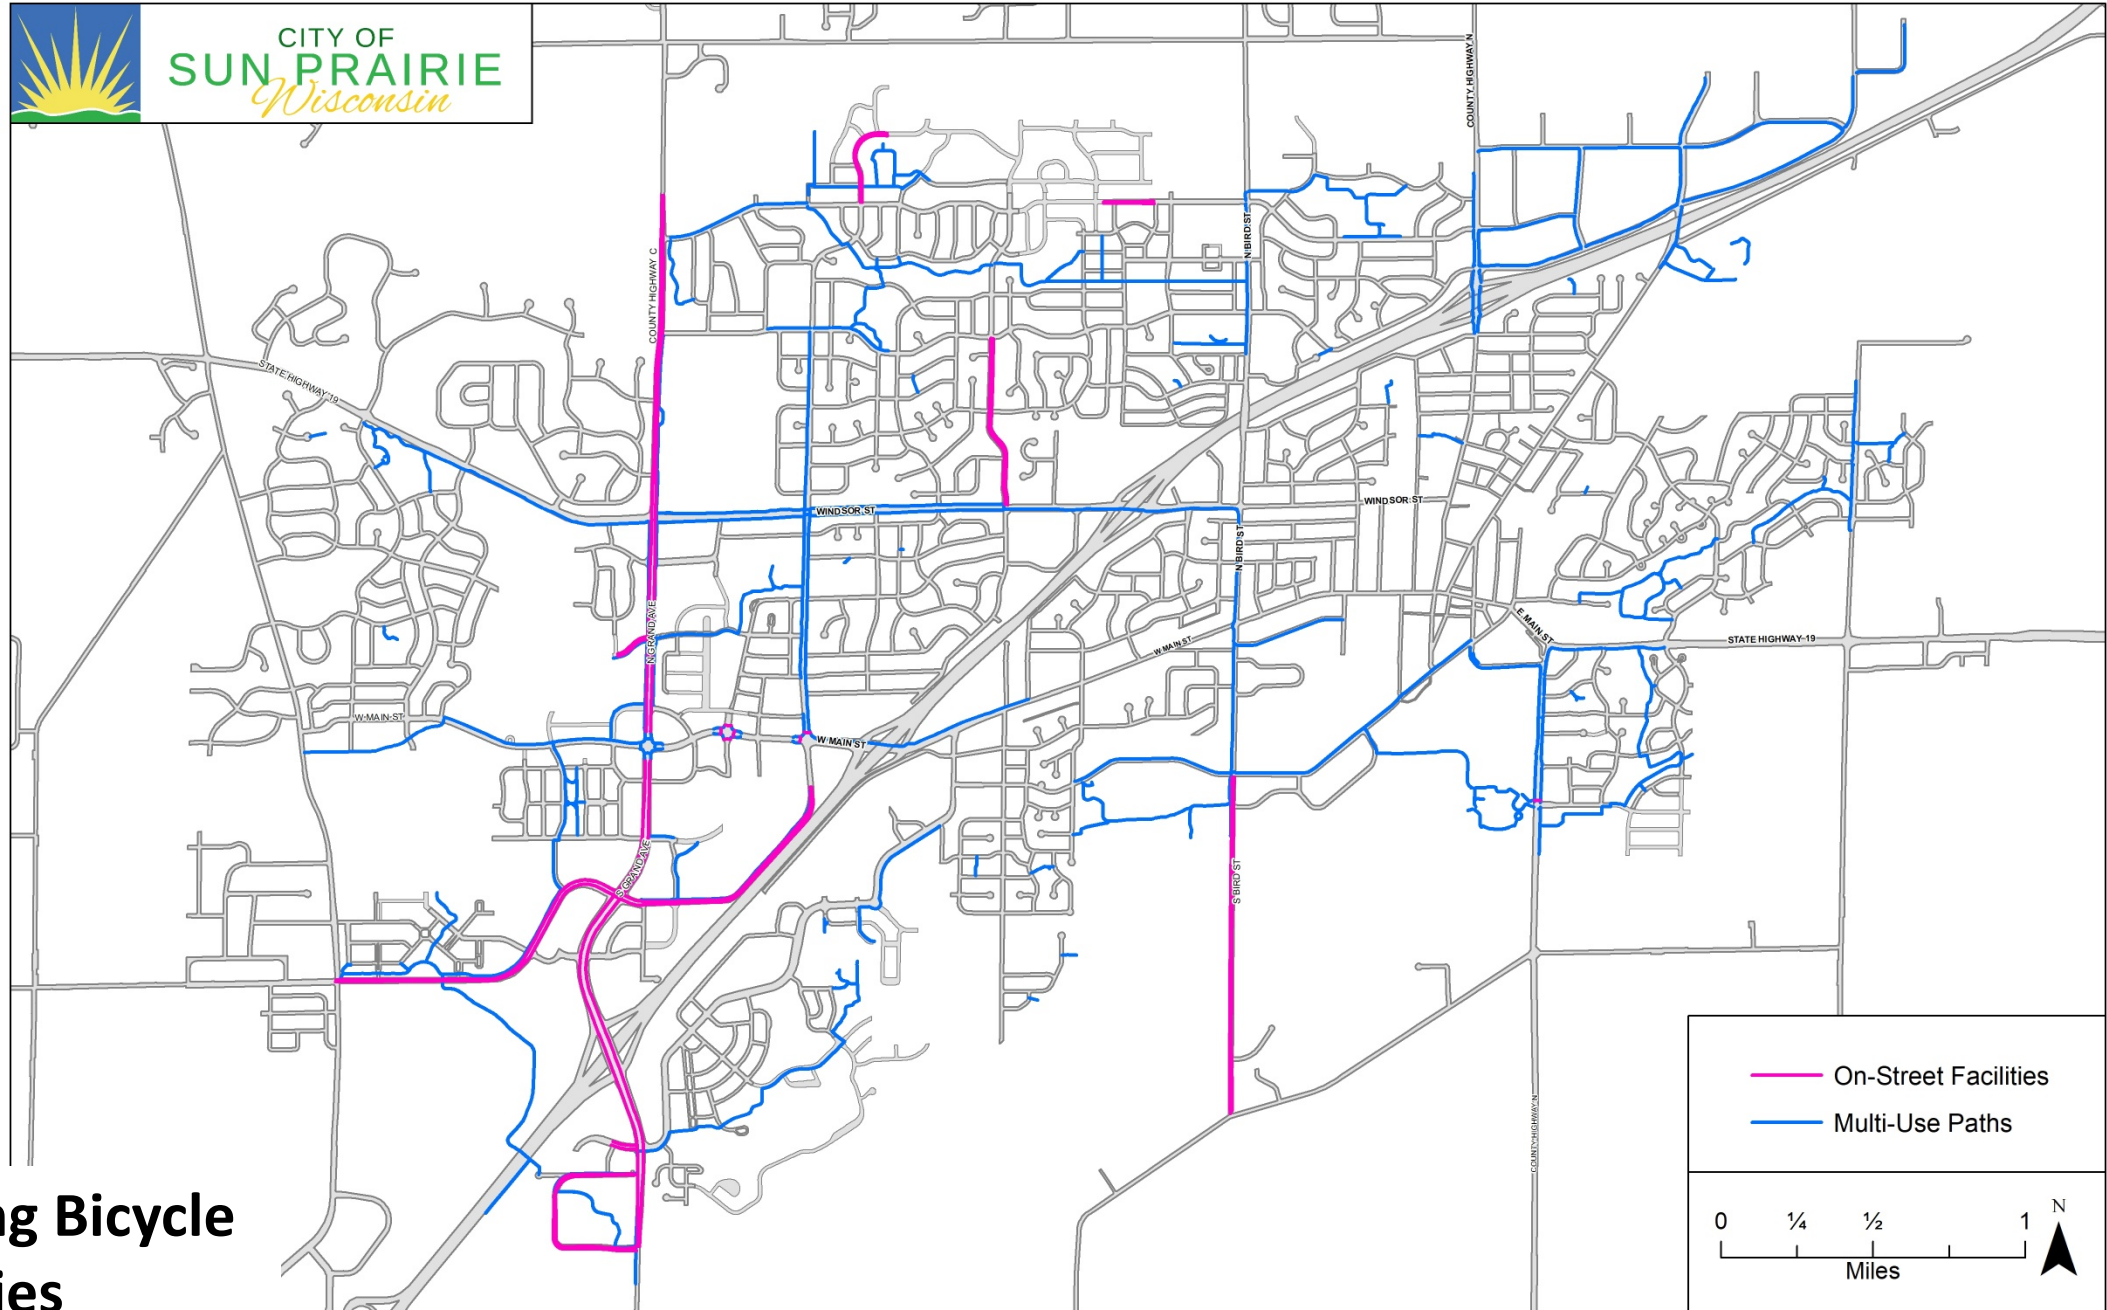 CITY OF
SUN PRAIRIE
Wisconsin
COUNTY HIGHWAY N
N BIRD ST
COUNTY HIGHWAY C
STATE HIGHWAY 19
WINDSOR ST
WINDSOR ST
N BIRD ST
N GRAND AVE
E MAIN ST
STATE HIGHWAY 19
W MAIN ST
W MAIN ST
W MAIN ST
S GRAND AVE
S BIRD ST
COUNTY HIGHWAY N
On-Street Facilities
Multi-Use Paths
0 ¼ ½ 1
Miles
N
ng Bicycle
ies